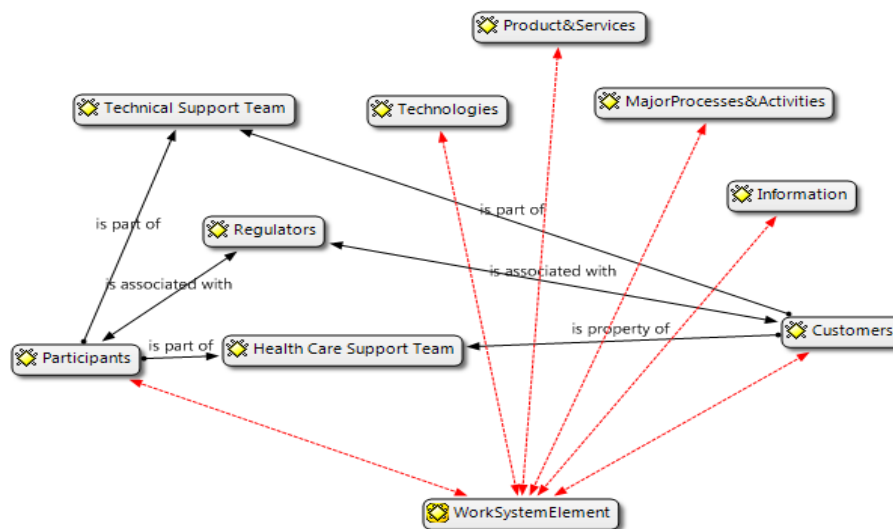 Product&Services
Technical Support Team
Technologies
MajorProcesses&Activities
Information
is part of
is part of
Regulators
is associated with
is associated with
is property of
Customers
is part of
Health Care Support Team
Participants
WorkSystemElement